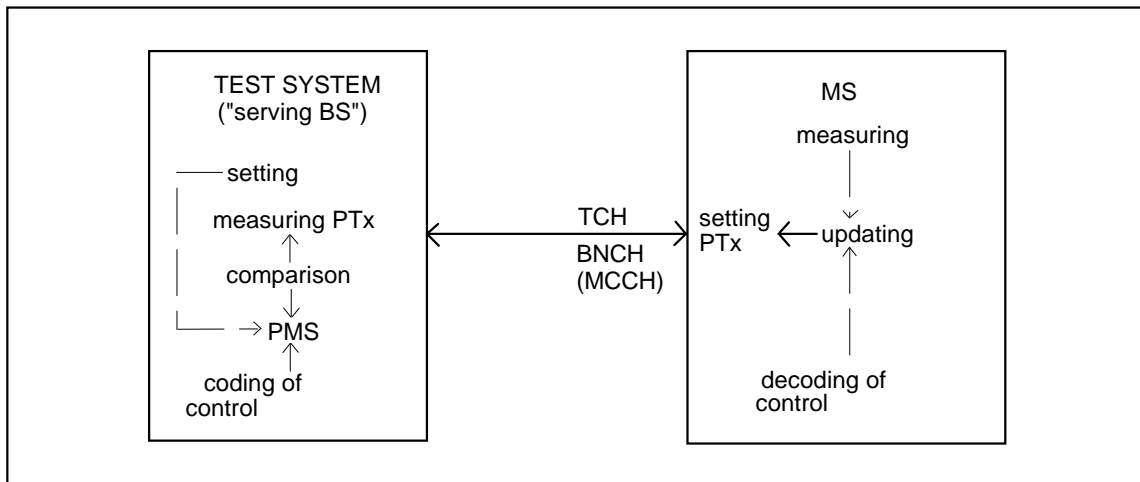 TEST SYSTEM
("serving BS")
setting
measuring PTx
comparison
PMS
coding of
control
TCH
BNCH
(MCCH)
MS
measuring
setting
PTx
updating
decoding of
control